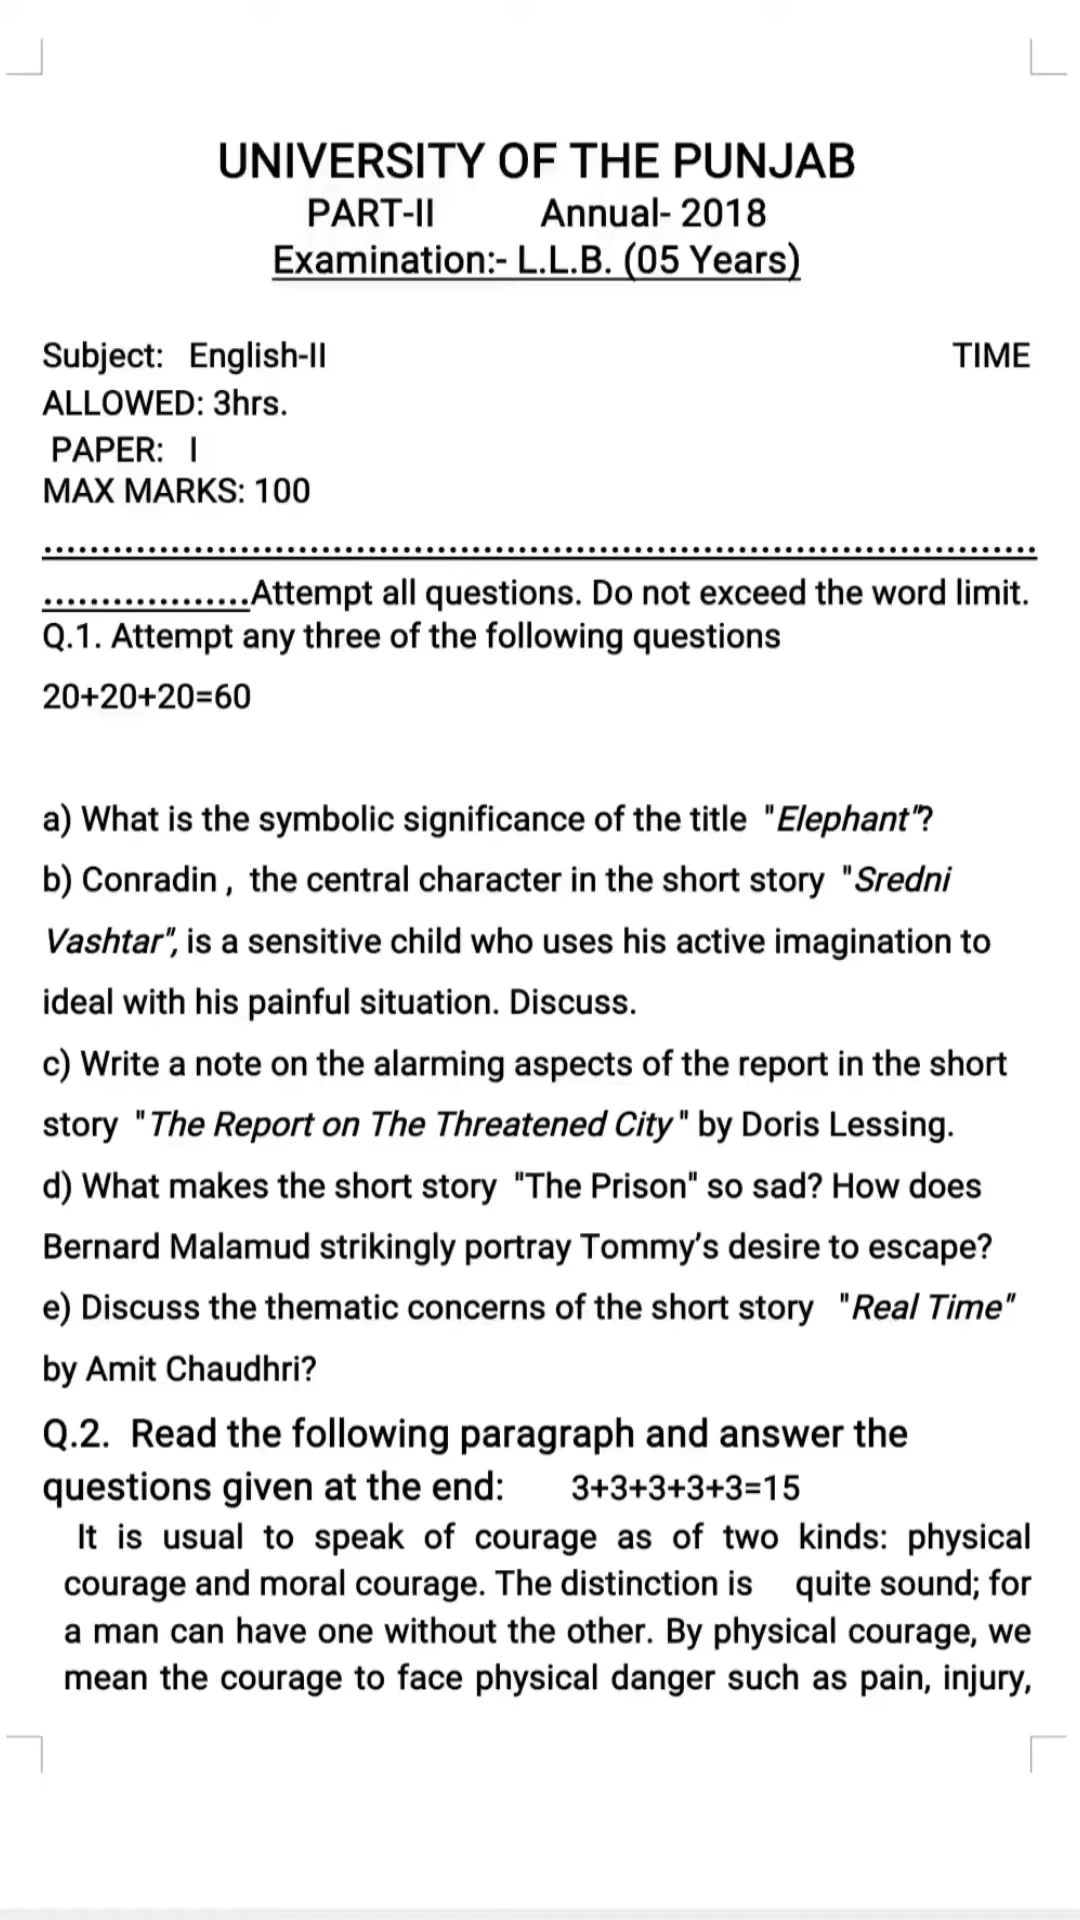 UNIVERSITY OF THE PUNJAB
PART-II Annual- 2018
Examination:- L.L.B. (05 Years)
Subject: English-II TIME
ALLOWED: 3hrs.
PAPER: I
MAX MARKS: 100
......................................................................................
..................Attempt all questions. Do not exceed the word limit.
Q.1. Attempt any three of the following questions
20+20+20=60
a) What is the symbolic significance of the title "Elephant"?
b) Conradin , the central character in the short story "Sredni
Vashtar", is a sensitive child who uses his active imagination to
ideal with his painful situation. Discuss.
c) Write a note on the alarming aspects of the report in the short
story "The Report on The Threatened City" by Doris Lessing.
d) What makes the short story "The Prison" so sad? How does
Bernard Malamud strikingly portray Tommy's desire to escape?
e) Discuss the thematic concerns of the short story "Real Time"
by Amit Chaudhri?
Q.2. Read the following paragraph and answer the
questions given at the end: 3+3+3+3+3=15
It is usual to speak of courage as of two kinds: physical
courage and moral courage. The distinction is quite sound; for
a man can have one without the other. By physical courage, we
mean the courage to face physical danger such as pain, injury,